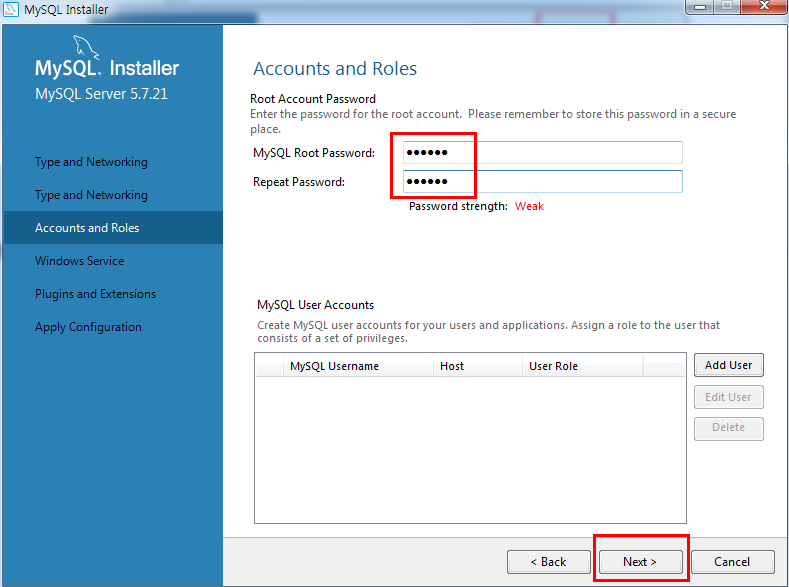 MySQL Installer
MySQL. Installer
MySQL Server 5.7.21
Type and Networking
Type and Networking
Accounts and Roles
Windows Service
Plugins and Extensions
Apply Configuration
Accounts and Roles
Root Account Password
Enter the password for the root account. Please remember to store this password in a secure
place.
MySQL Root Password: ●●●●●●
Repeat Password: ●●●●●●
Password strength: Weak
MySQL User Accounts
Create MySQL user accounts for your users and applications. Assign a role to the user that
consists of a set of privileges.
MySQL Username Host User Role
Add User
Edit User
Delete
< Back Next > Cancel